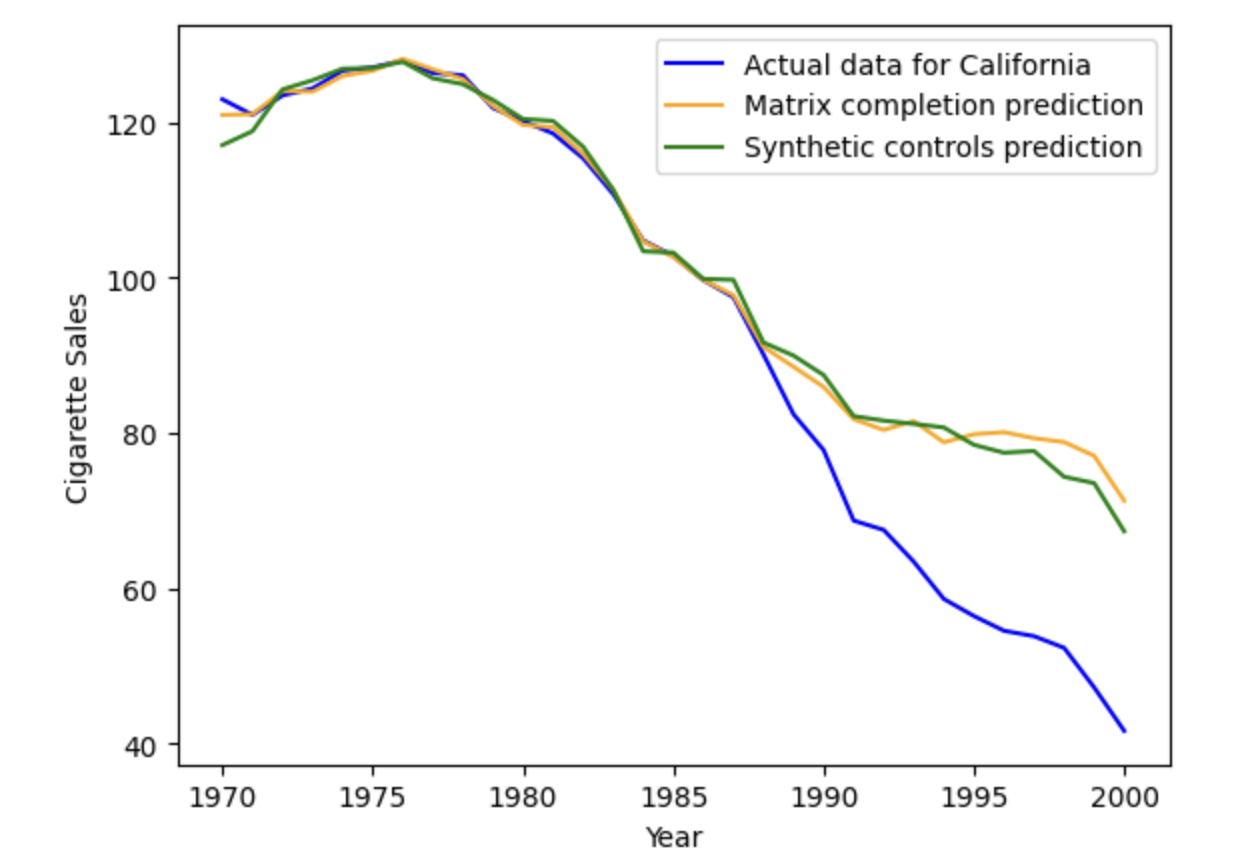 Actual data for California
Matrix completion prediction
Synthetic controls prediction
120
100
80
60
40
Cigarette Sales
1970 1975 1980 1985 1990 1995 2000
Year